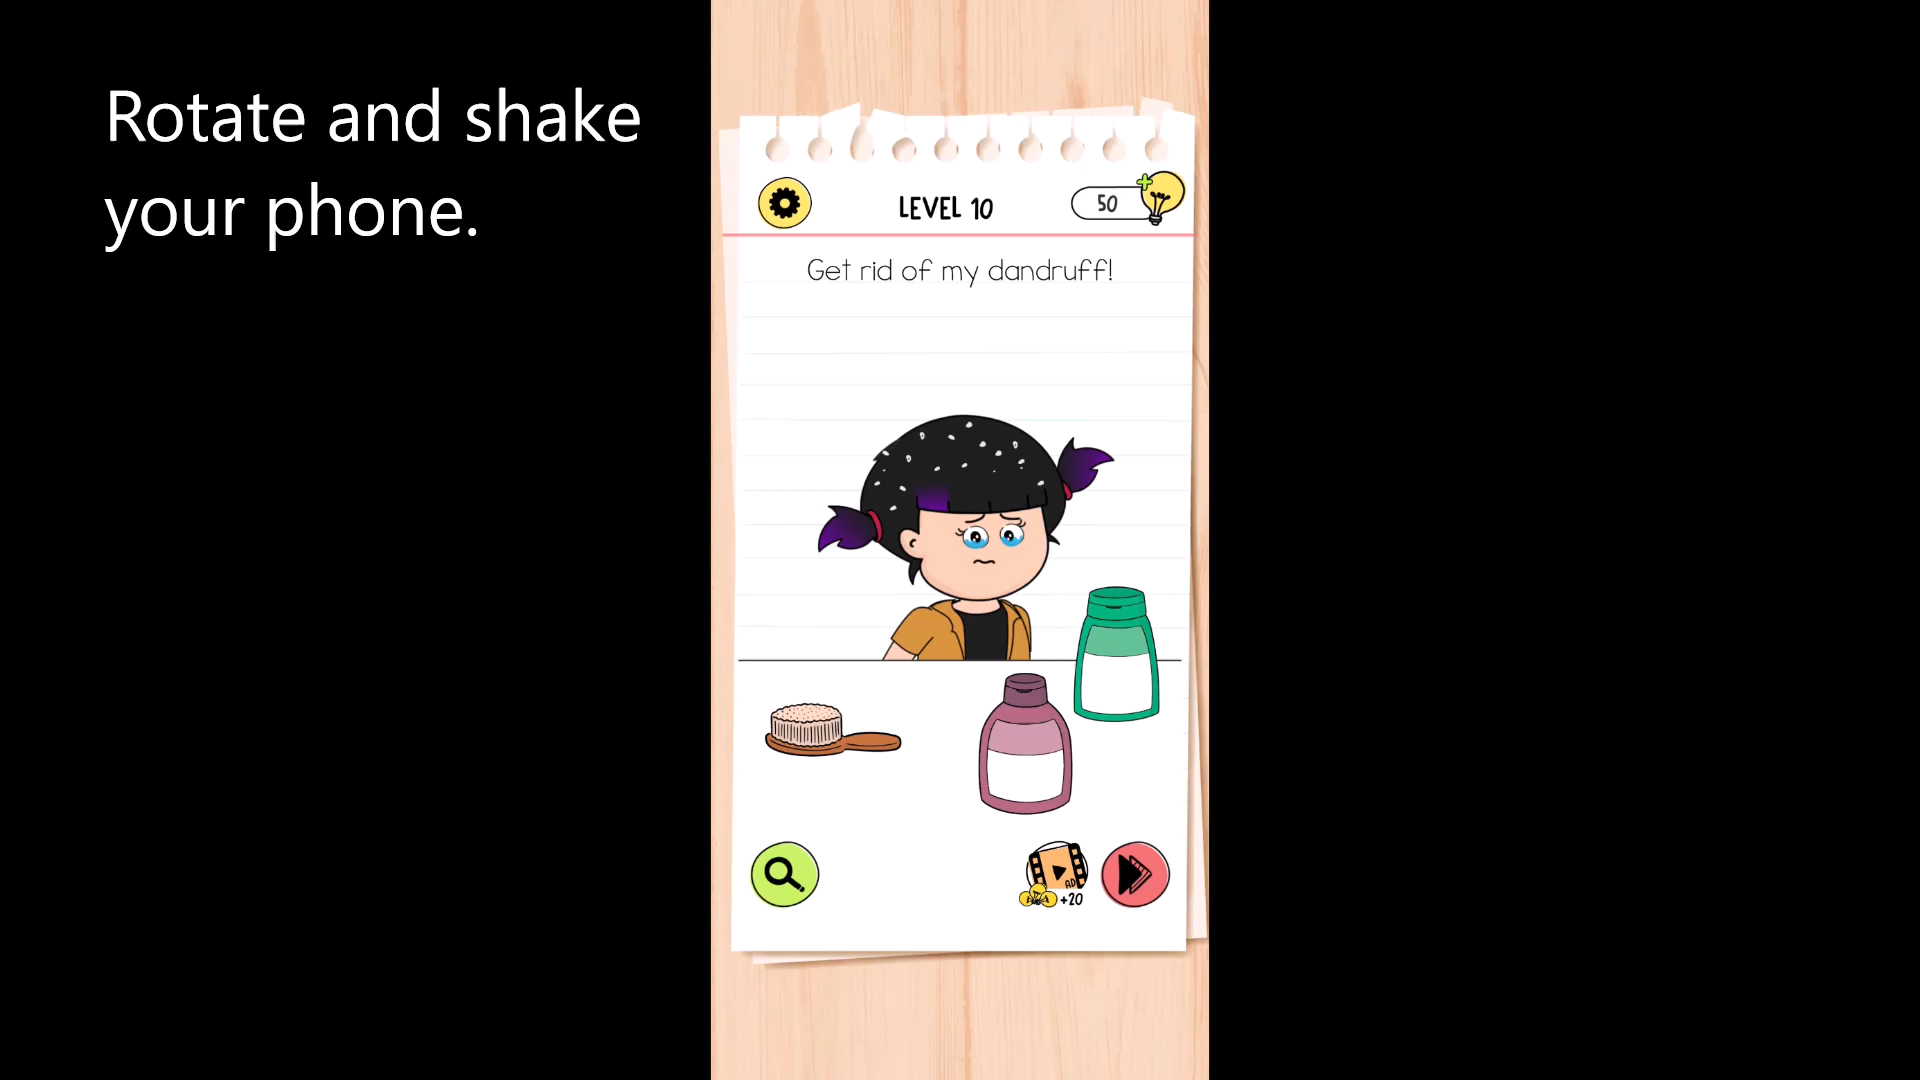 Rotate and shake
your phone.
LEVEL 10
50
Get rid of my dandruff!
AD
+20